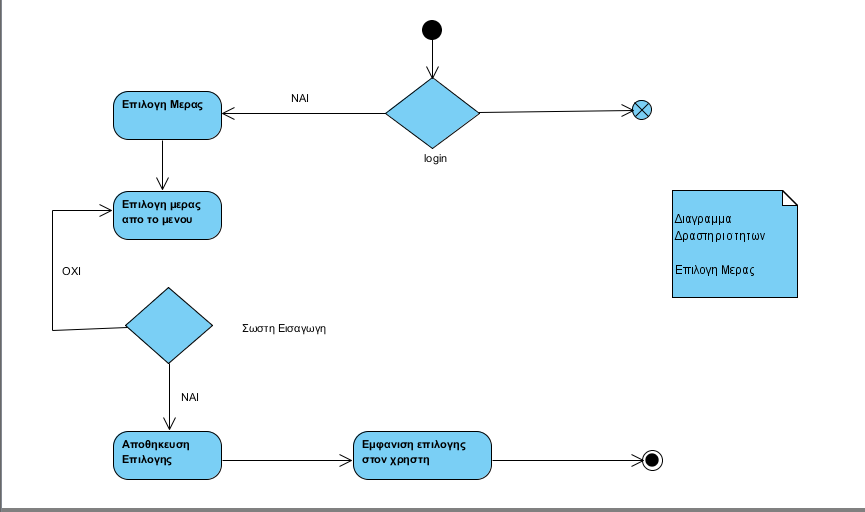 ΝΑΙ
Επιλογη Μερας
login
Επιλογη μερας
απο το μενου
Διαγραμμα
Δραστηριοτητων
Επιλογη Μερας
ΟΧΙ
Σωστη Εισαγωγη
ΝΑΙ
Αποθηκευση
Επιλογης
Εμφανιση επιλογης
στον χρηστη